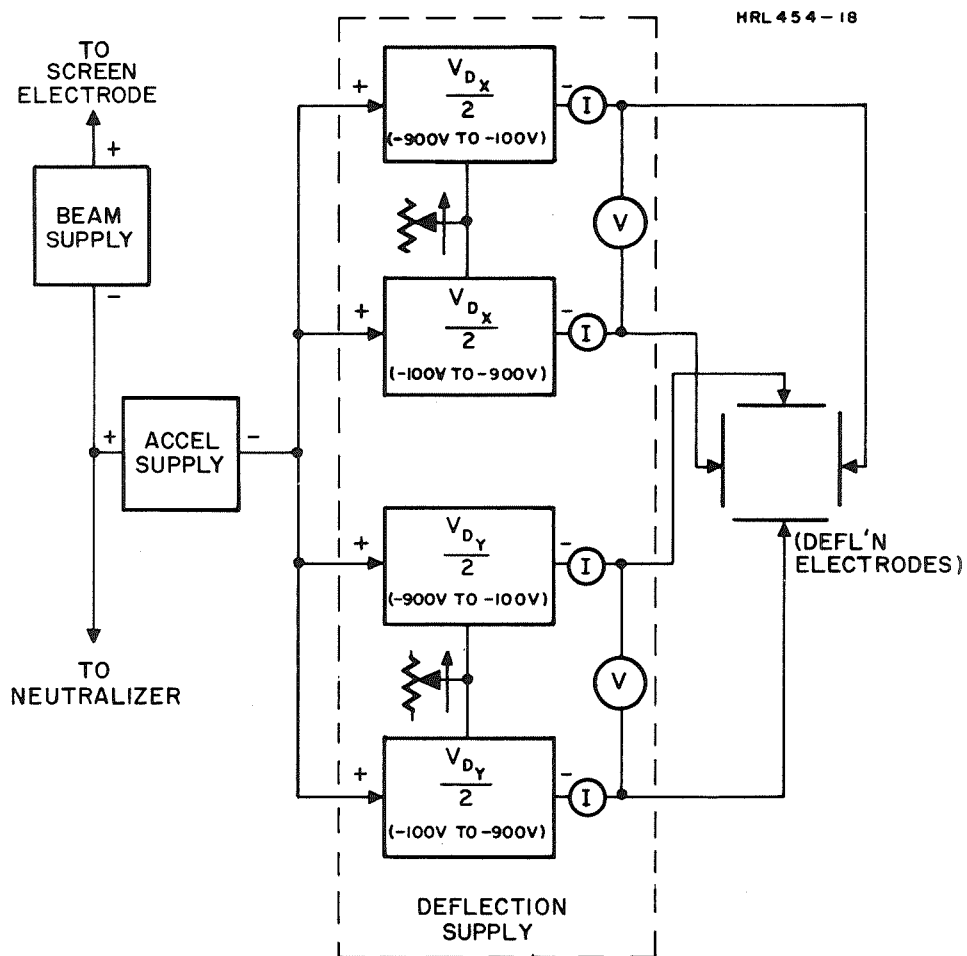 HRL 454-18
TO
SCREEN
ELECTRODE
+
BEAM
SUPPLY
-
+
ACCEL
SUPPLY
-
TO
NEUTRALIZER
+
V_DX
2
(-900V TO -100V)
-
I
V
+
V_DX
2
(-100V TO -900V)
-
I
+
V_DY
2
(-900V TO -100V)
-
I
V
+
V_DY
2
(-100V TO -900V)
-
I
(DEFL'N
ELECTRODES)
DEFLECTION
SUPPLY